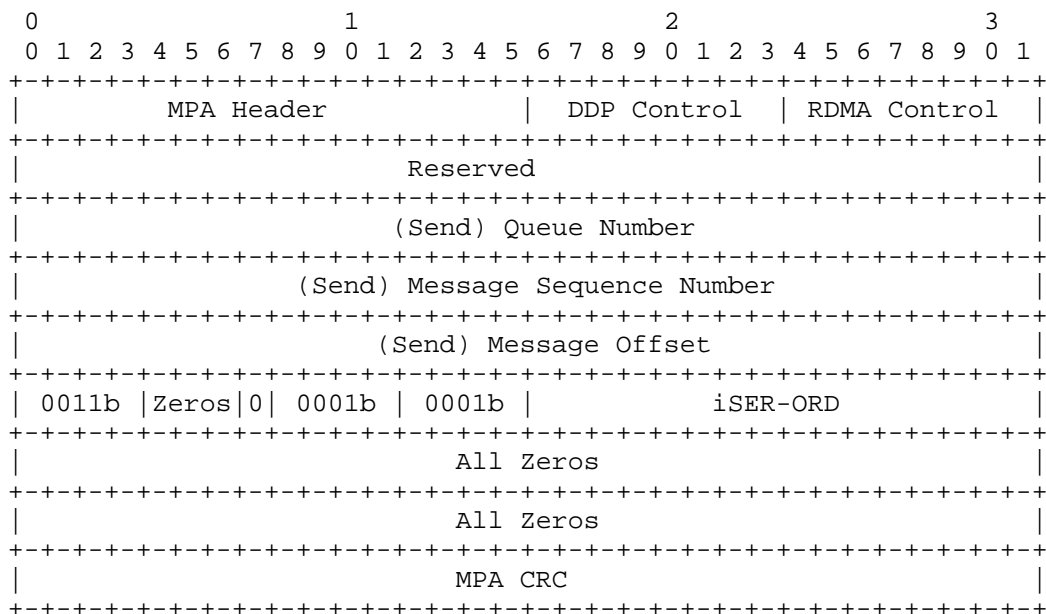 0                   1                   2                   3
 0 1 2 3 4 5 6 7 8 9 0 1 2 3 4 5 6 7 8 9 0 1 2 3 4 5 6 7 8 9 0 1
+-+-+-+-+-+-+-+-+-+-+-+-+-+-+-+-+-+-+-+-+-+-+-+-+-+-+-+-+-+-+-+-+
|         MPA Header            |  DDP Control  | RDMA Control  |
+-+-+-+-+-+-+-+-+-+-+-+-+-+-+-+-+-+-+-+-+-+-+-+-+-+-+-+-+-+-+-+-+
|                        Reserved                               |
+-+-+-+-+-+-+-+-+-+-+-+-+-+-+-+-+-+-+-+-+-+-+-+-+-+-+-+-+-+-+-+-+
|                       (Send) Queue Number                     |
+-+-+-+-+-+-+-+-+-+-+-+-+-+-+-+-+-+-+-+-+-+-+-+-+-+-+-+-+-+-+-+-+
|                 (Send) Message Sequence Number                |
+-+-+-+-+-+-+-+-+-+-+-+-+-+-+-+-+-+-+-+-+-+-+-+-+-+-+-+-+-+-+-+-+
|                      (Send) Message Offset                    |
+-+-+-+-+-+-+-+-+-+-+-+-+-+-+-+-+-+-+-+-+-+-+-+-+-+-+-+-+-+-+-+-+
| 0011b |Zeros|0| 0001b | 0001b |           iSER-ORD            |
+-+-+-+-+-+-+-+-+-+-+-+-+-+-+-+-+-+-+-+-+-+-+-+-+-+-+-+-+-+-+-+-+
|                           All Zeros                           |
+-+-+-+-+-+-+-+-+-+-+-+-+-+-+-+-+-+-+-+-+-+-+-+-+-+-+-+-+-+-+-+-+
|                           All Zeros                           |
+-+-+-+-+-+-+-+-+-+-+-+-+-+-+-+-+-+-+-+-+-+-+-+-+-+-+-+-+-+-+-+-+
|                           MPA CRC                             |
+-+-+-+-+-+-+-+-+-+-+-+-+-+-+-+-+-+-+-+-+-+-+-+-+-+-+-+-+-+-+-+-+